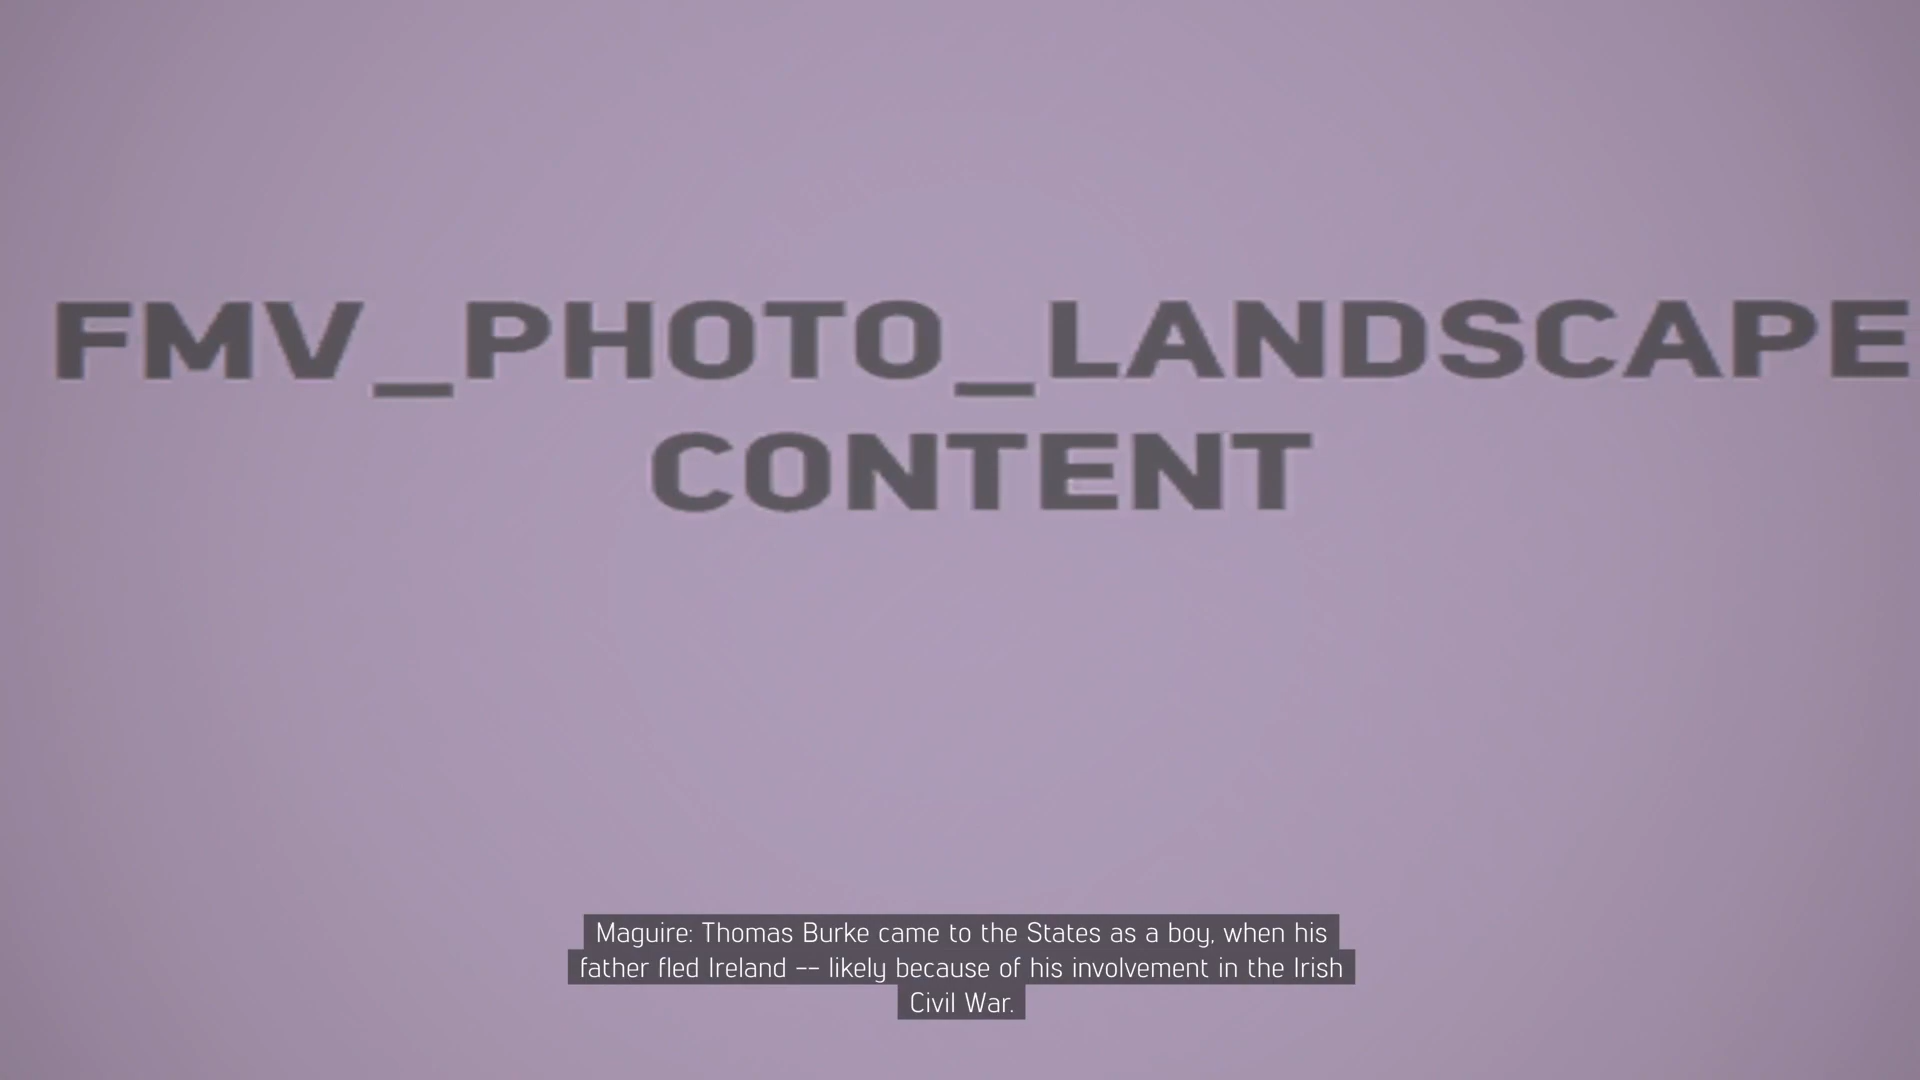 FMV_PHOTO_LANDSCAPE
CONTENT
Maguire: Thomas Burke came to the States as a boy, when his
father fled Ireland -- likely because of his involvement in the Irish
Civil War.